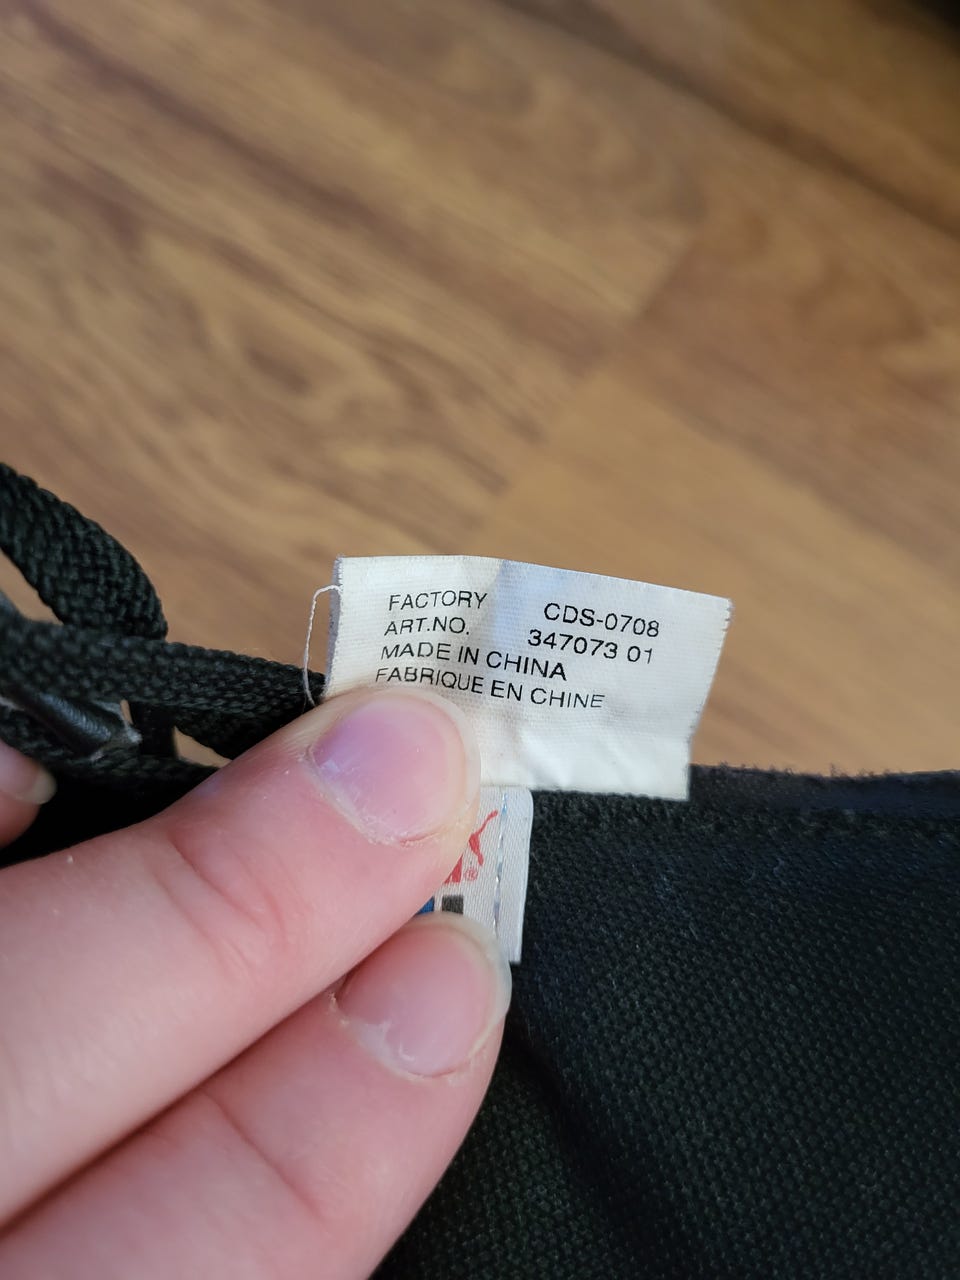 FACTORY CDS-0708
ART.NO. 347073 01
MADE IN CHINA
FABRIQUE EN CHINE
®